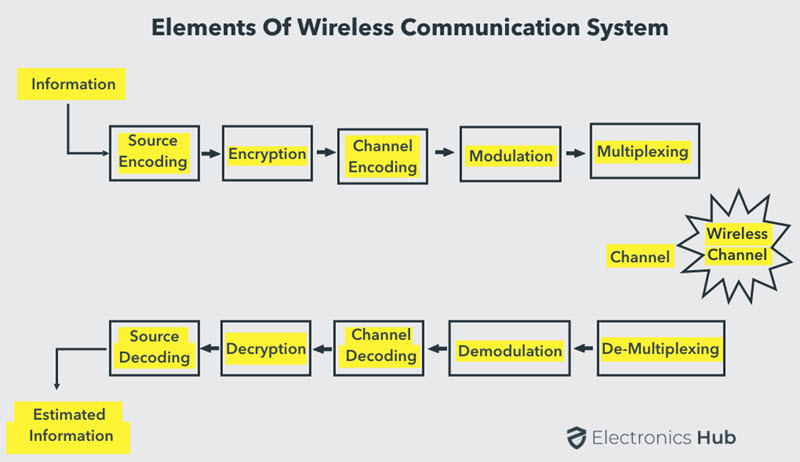 Elements Of Wireless Communication System
Information
Source
Encoding
Encryption
Channel
Encoding
Modulation
Multiplexing
Wireless
Channel
Channel
De-Multiplexing
Demodulation
Channel
Decoding
Decryption
Source
Decoding
Estimated
Information
Electronics Hub